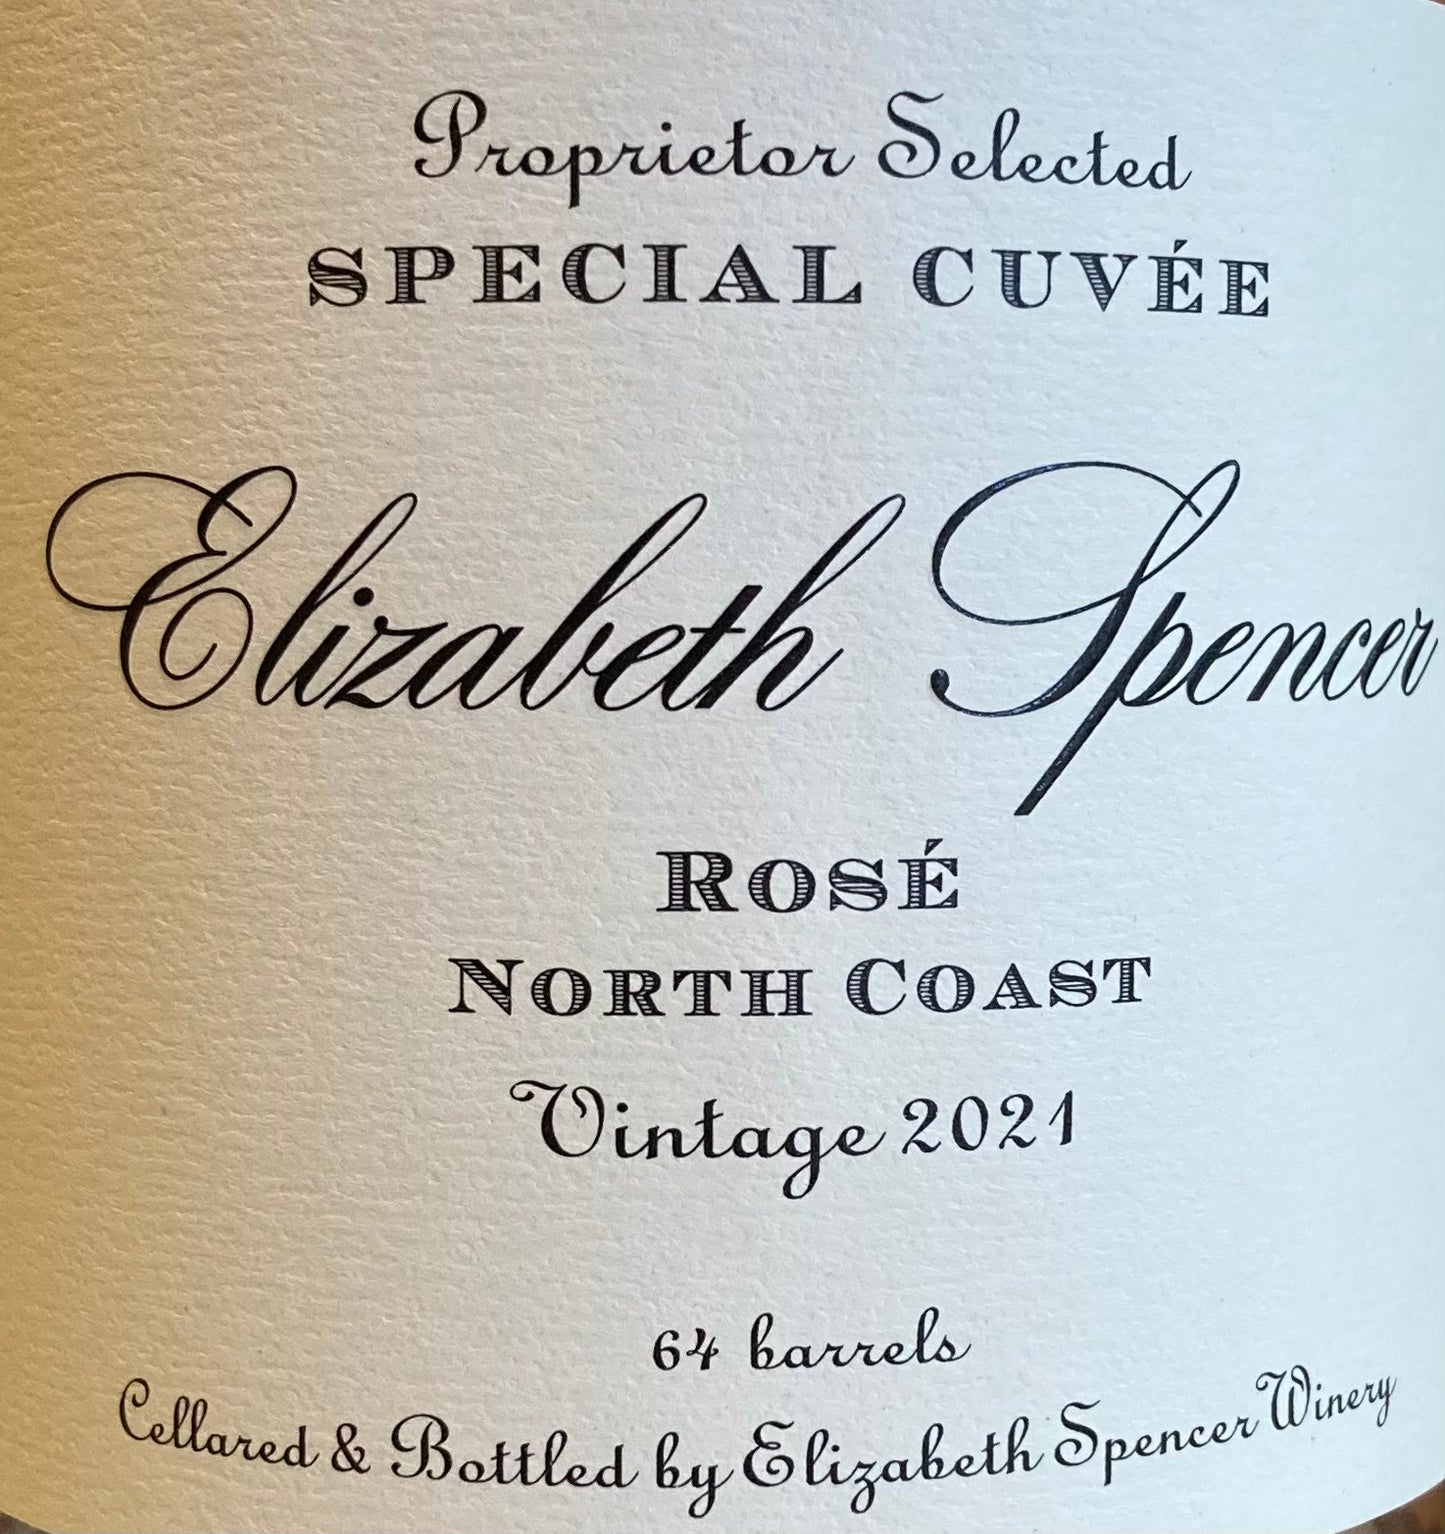 Proprietor Selected
SPECIAL CUVÉE
Elizabeth Spencer
ROSÉ
NORTH COAST
Vintage 2021
64 barrels
Cellared & Bottled by Elizabeth Spencer Winery